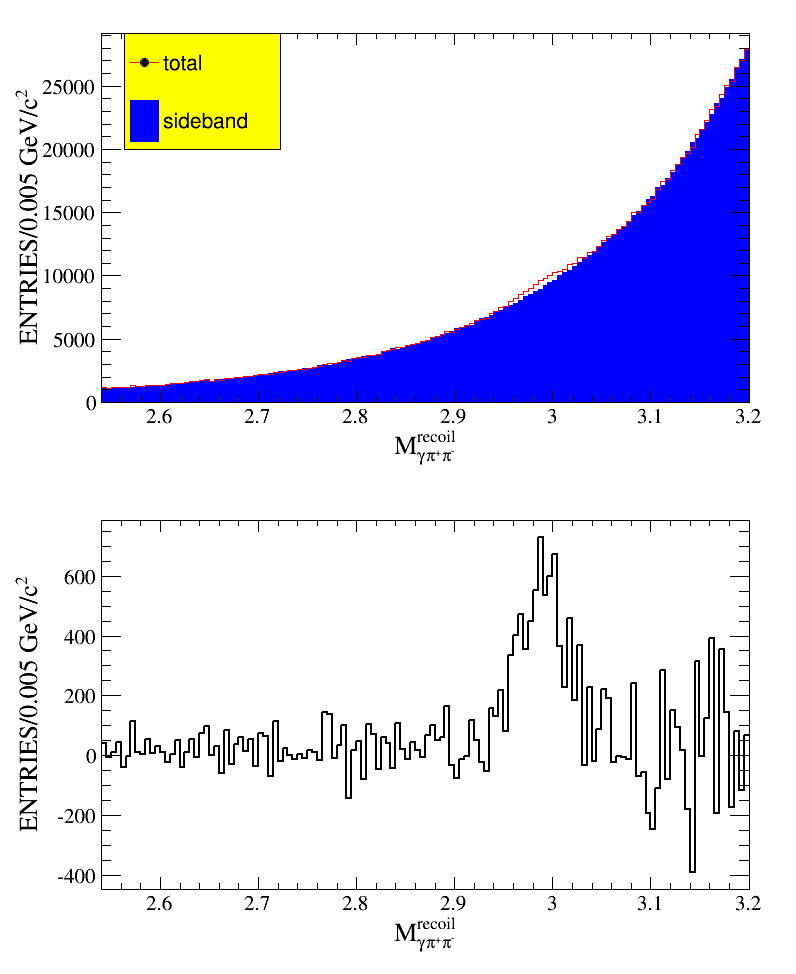 ENTRIES/0.005 GeV/c²
25000
20000
15000
10000
5000
0
total
sideband
2.6 2.7 2.8 2.9 3 3.1 3.2
M^recoil_γπ⁺π⁻
ENTRIES/0.005 GeV/c²
600
400
200
0
-200
-400
2.6 2.7 2.8 2.9 3 3.1 3.2
M^recoil_γπ⁺π⁻